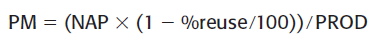 PM = (NAP × (1 – %reuse/100))/PROD